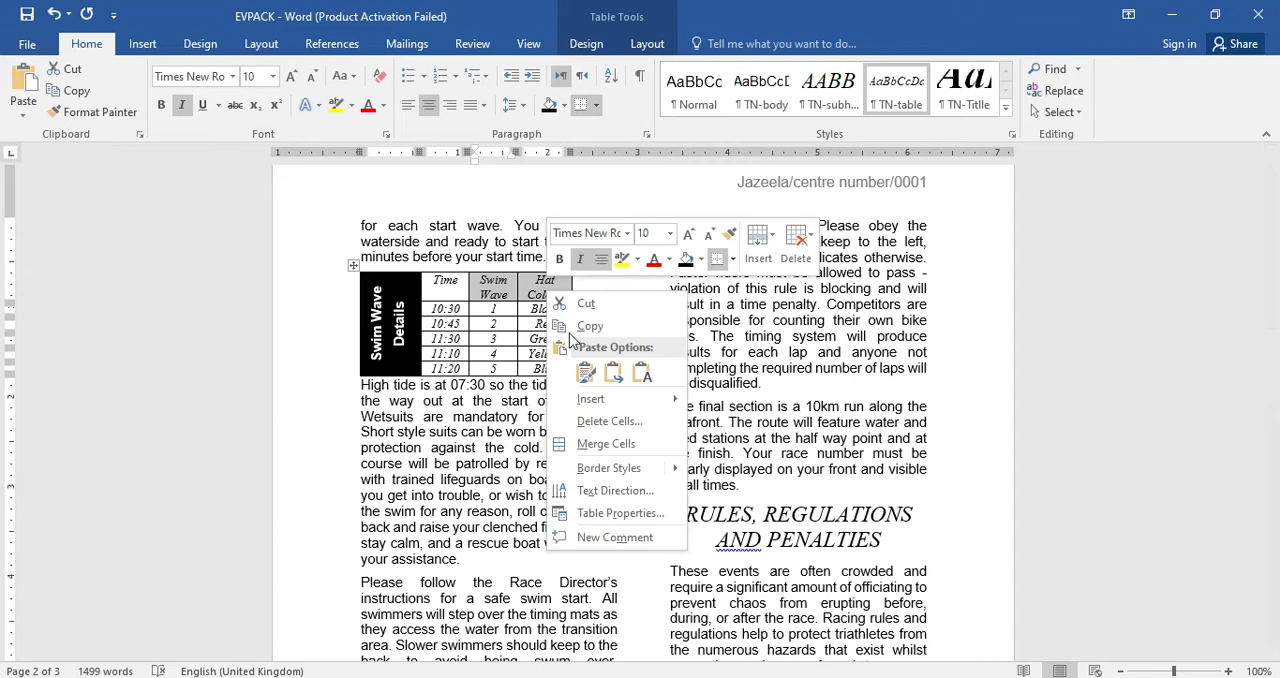 EVPACK - Word (Product Activation Failed)
Table Tools
File Home Insert Design Layout References Mailings Review View Design Layout Tell me what you want to do... Sign in Share
Paste
Cut
Copy
Format Painter
Clipboard
Times New Ro 10
Font
Paragraph
AaBbCc AaBbCcI AABB AaBbCcDc
¶ Normal ¶ TN-body ¶ TN-subh... ¶ TN-table ¶ TN-Title
Styles
Find
Replace
Select
Editing
1 1 2 3 4 5 6 7
Jazeela/centre number/0001
for each start wave. You
waterside and ready to start
minutes before your start time.
Swim Wave
Details
Time Swim Wave Hat
10:30 1
10:45 2
11:30 3
11:10 4
11:20 5
High tide is at 07:30 so the
the way out at the start
Wetsuits are mandatory for
Short style suits can be worn
protection against the cold.
course will be patrolled by
with trained lifeguards on
you get into trouble, or wish
the swim for any reason, roll
back and raise your clenched
stay calm, and a rescue boat
your assistance.
Please follow the Race Director's
instructions for a safe swim start. All
swimmers will step over the timing mats as
they access the water from the transition
area. Slower swimmers should keep to the
back to avoid being swum over.
Times New Rc 10
Insert Delete
Cut
Copy
Paste Options:
Insert
Delete Cells...
Merge Cells
Border Styles
Text Direction...
Table Properties...
New Comment
Please obey the
keep to the left,
otherwise.
must be allowed to pass -
violation of this rule is blocking and will
in a time penalty. Competitors are
for counting their own bike
The timing system will produce
for each lap and anyone not
completing the required number of laps will
disqualified.
final section is a 10km run along the
The route will feature water and
stations at the half way point and at
finish. Your race number must be
displayed on your front and visible
all times.
RULES, REGULATIONS
AND PENALTIES
These events are often crowded and
require a significant amount of officiating to
prevent chaos from erupting before,
during, or after the race. Racing rules and
regulations help to protect triathletes from
the numerous hazards that exist whilst
Page 2 of 3 1499 words English (United Kingdom) 100%